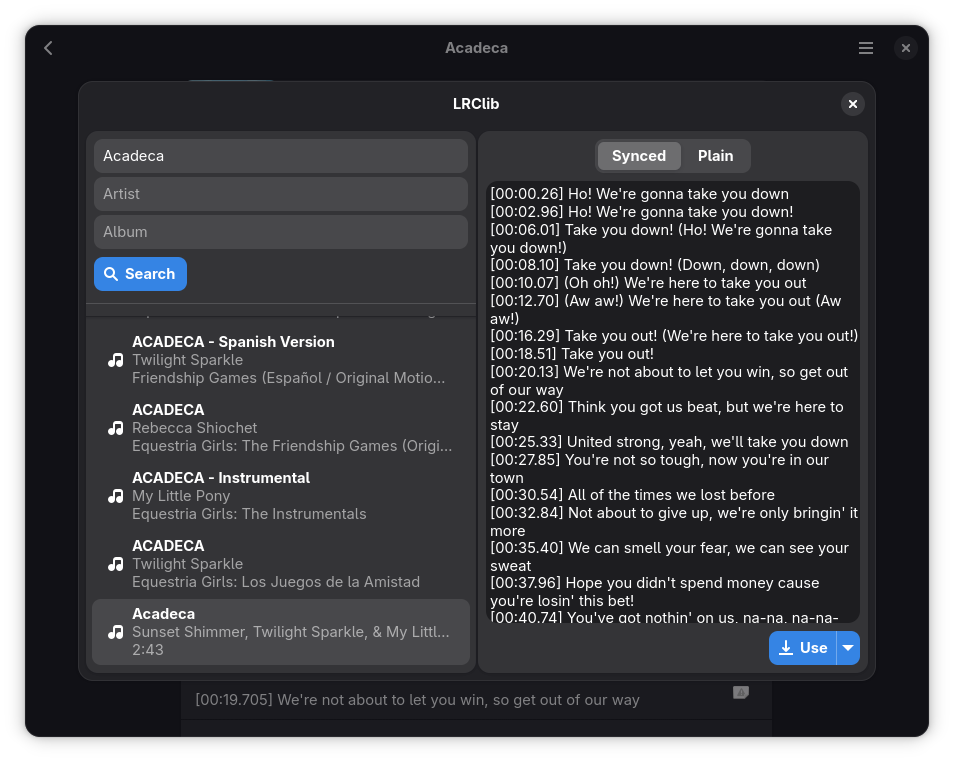 Acadeca
LRClib
Acadeca
Artist
Album
Search
ACADECA - Spanish Version
Twilight Sparkle
Friendship Games (Español / Original Motio...
ACADECA
Rebecca Shiochet
Equestria Girls: The Friendship Games (Origi...
ACADECA - Instrumental
My Little Pony
Equestria Girls: The Instrumentals
ACADECA
Twilight Sparkle
Equestria Girls: Los Juegos de la Amistad
Acadeca
Sunset Shimmer, Twilight Sparkle, & My Littl...
2:43
Synced Plain
[00:00.26] Ho! We're gonna take you down
[00:02.96] Ho! We're gonna take you down!
[00:06.01] Take you down! (Ho! We're gonna take
you down!)
[00:08.10] Take you down! (Down, down, down)
[00:10.07] (Oh oh!) We're here to take you out
[00:12.70] (Aw aw!) We're here to take you out (Aw
aw!)
[00:16.29] Take you out! (We're here to take you out!)
[00:18.51] Take you out!
[00:20.13] We're not about to let you win, so get out
of our way
[00:22.60] Think you got us beat, but we're here to
stay
[00:25.33] United strong, yeah, we'll take you down
[00:27.85] You're not so tough, now you're in our
town
[00:30.54] All of the times we lost before
[00:32.84] Not about to give up, we're only bringin' it
more
[00:35.40] We can smell your fear, we can see your
sweat
[00:37.96] Hope you didn't spend money cause
you're losin' this bet!
[00:40.74] You've got nothin' on us, na-na, na-na-
Use
[00:19.705] We're not about to let you win, so get out of our way